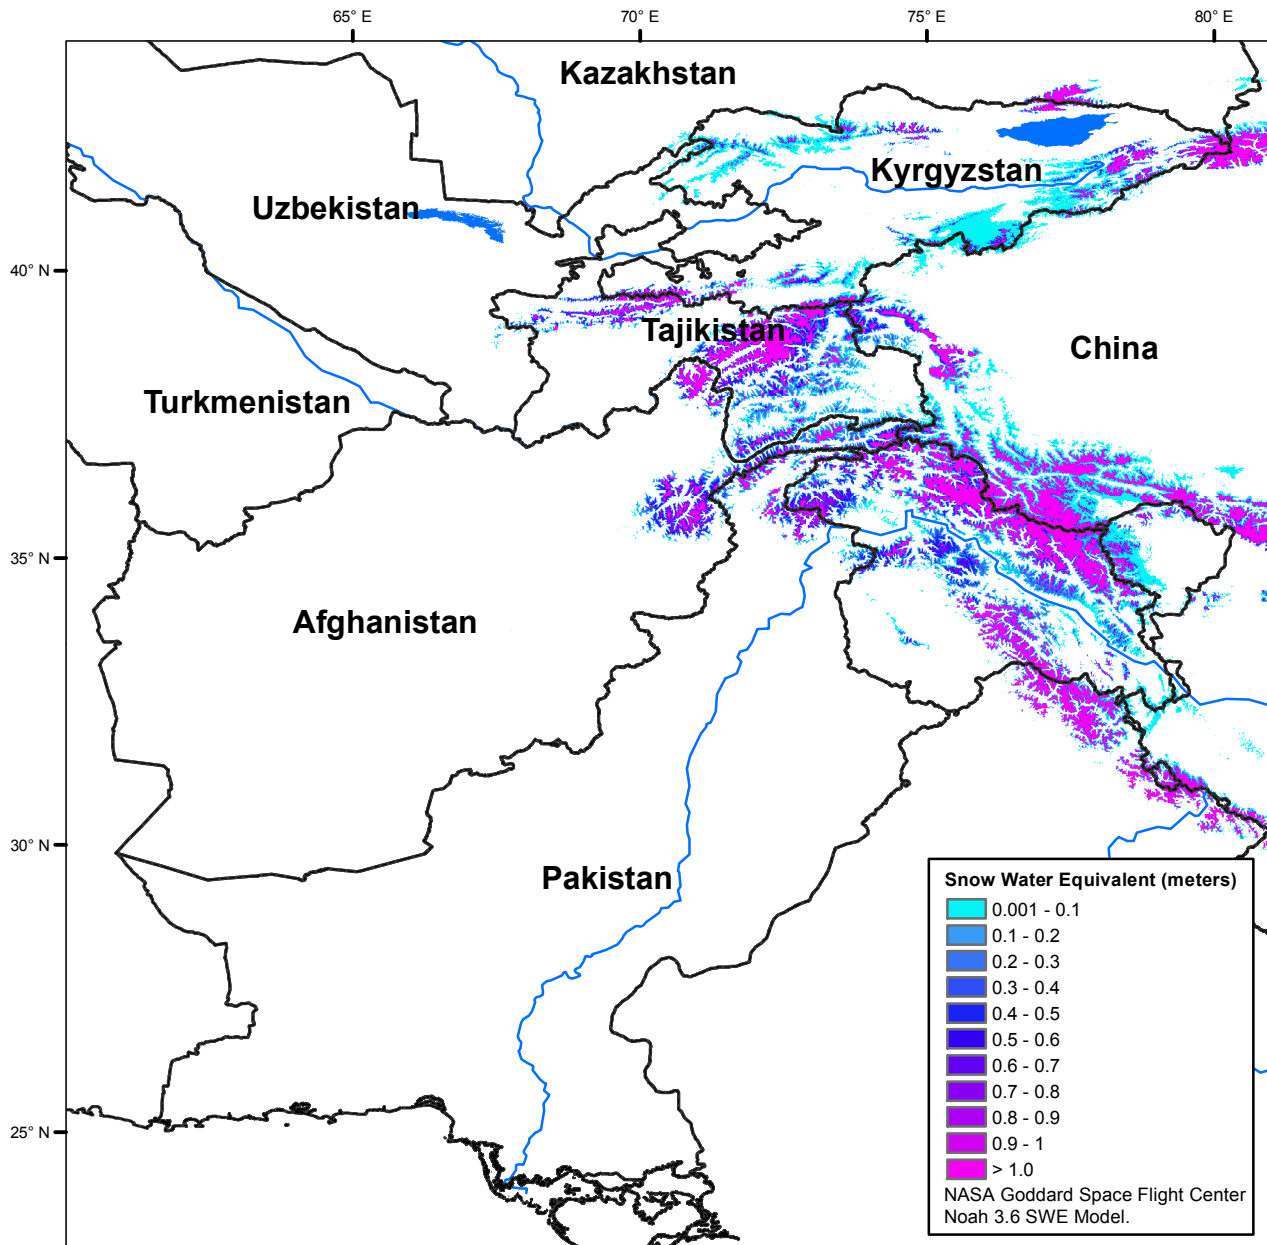 65° E 70° E 75° E 80° E
Kazakhstan
Kyrgyzstan
Uzbekistan
40° N
Tajikistan
China
Turkmenistan
35° N
Afghanistan
30° N
Pakistan
25° N
Snow Water Equivalent (meters)
0.001 - 0.1
0.1 - 0.2
0.2 - 0.3
0.3 - 0.4
0.4 - 0.5
0.5 - 0.6
0.6 - 0.7
0.7 - 0.8
0.8 - 0.9
0.9 - 1
> 1.0
NASA Goddard Space Flight Center
Noah 3.6 SWE Model.